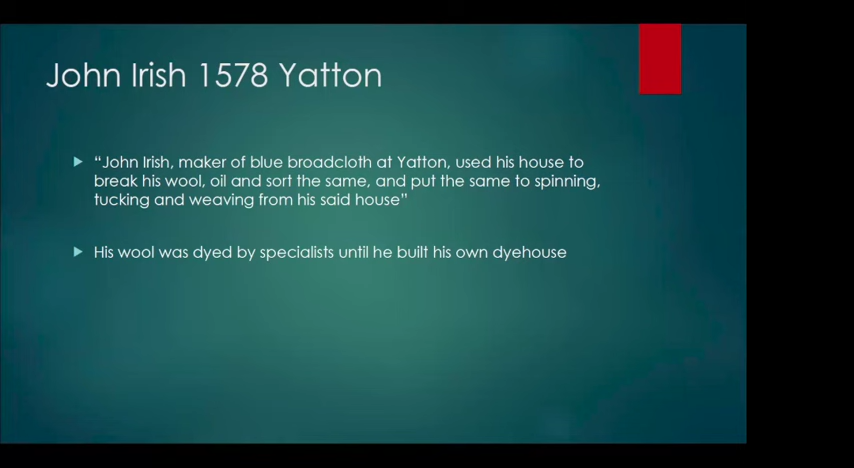 John Irish 1578 Yatton
“John Irish, maker of blue broadcloth at Yatton, used his house to
break his wool, oil and sort the same, and put the same to spinning,
tucking and weaving from his said house”
His wool was dyed by specialists until he built his own dyehouse